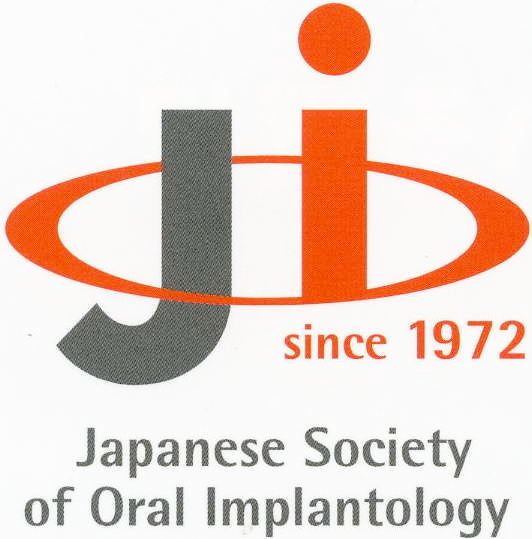 Ji
since 1972
Japanese Society
of Oral Implantology